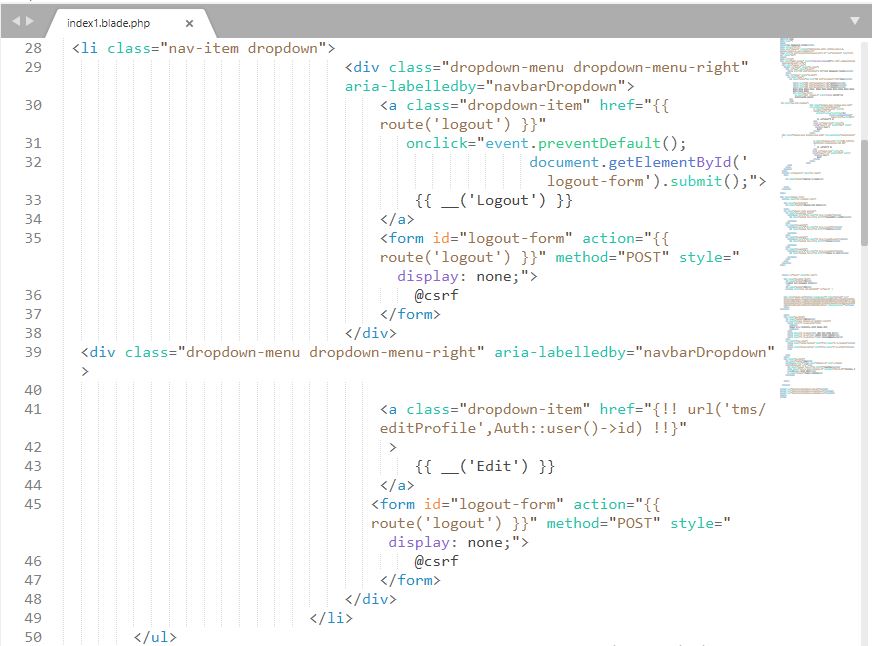 index1.blade.php ×
28 <li class="nav-item dropdown">
29 <div class="dropdown-menu dropdown-menu-right"
aria-labelledby="navbarDropdown">
30 <a class="dropdown-item" href="{{
route('logout') }}"
31 onclick="event.preventDefault();
32 document.getElementById('
logout-form').submit();">
33 {{ __('Logout') }}
34 </a>
35 <form id="logout-form" action="{{
route('logout') }}" method="POST" style="
display: none;">
36 @csrf
37 </form>
38 </div>
39 <div class="dropdown-menu dropdown-menu-right" aria-labelledby="navbarDropdown"
>
40
41 <a class="dropdown-item" href="{!! url('tms/
editProfile',Auth::user()->id) !!}"
42 >
43 {{ __('Edit') }}
44 </a>
45 <form id="logout-form" action="{{
route('logout') }}" method="POST" style="
display: none;">
46 @csrf
47 </form>
48 </div>
49 </li>
50 </ul>